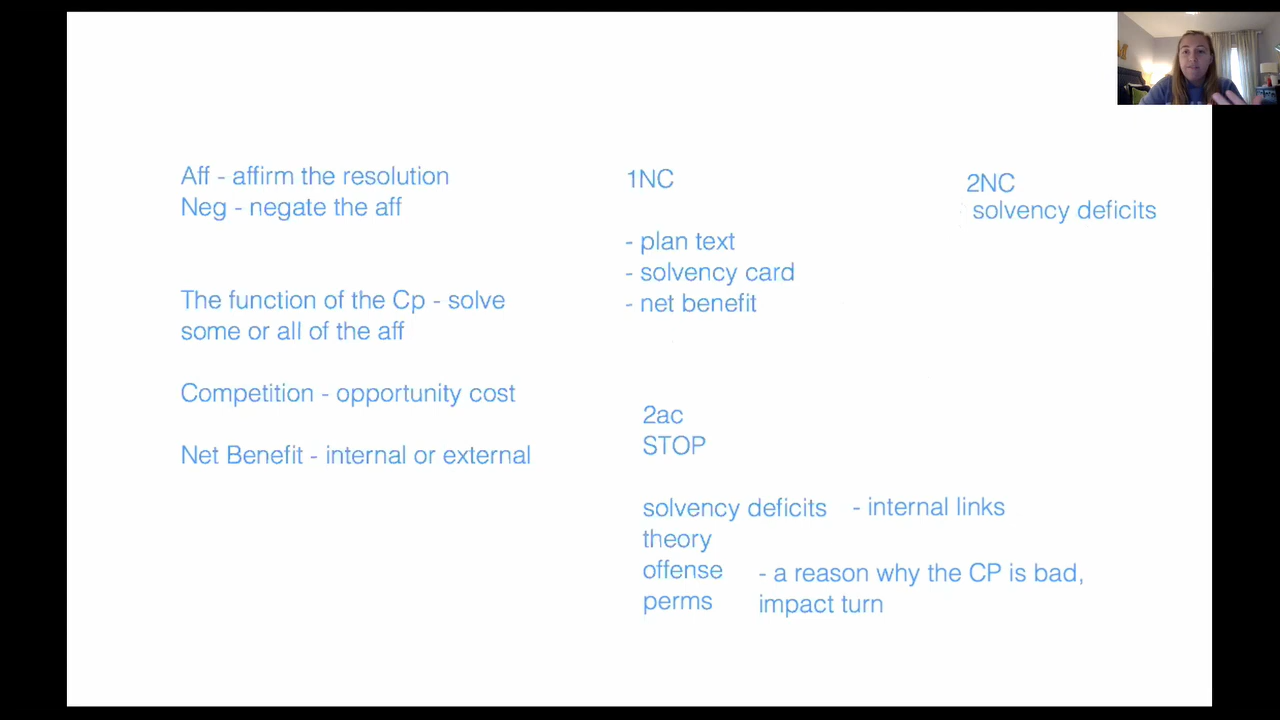 Aff - affirm the resolution
Neg - negate the aff
The function of the Cp - solve
some or all of the aff
Competition - opportunity cost
Net Benefit - internal or external
1NC
- plan text
- solvency card
- net benefit
2ac
STOP
solvency deficits - internal links
theory
offense - a reason why the CP is bad,
perms impact turn
2NC
solvency deficits